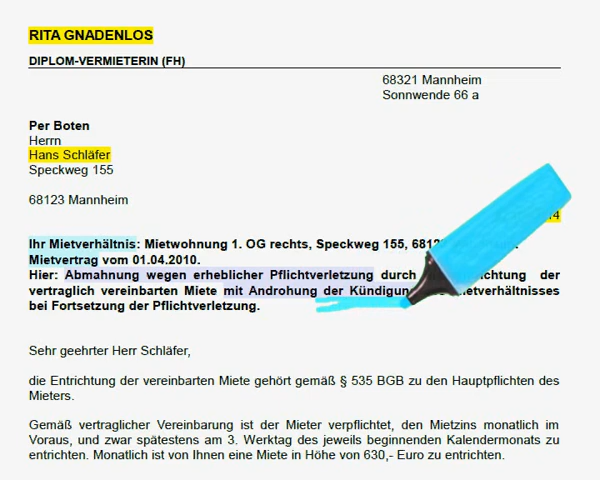 RITA GNADENLOS
DIPLOM-VERMIETERIN (FH)
68321 Mannheim
Sonnwende 66 a
Per Boten
Herrn
Hans Schläfer
Speckweg 155
68123 Mannheim
Ihr Mietverhältnis: Mietwohnung 1. OG rechts, Speckweg 155,
Mietvertrag vom 01.04.2010.
Hier: Abmahnung wegen erheblicher Pflichtverletzung durch der
vertraglich vereinbarten Miete mit Androhung der
bei Fortsetzung der Pflichtverletzung.
Sehr geehrter Herr Schläfer,
die Entrichtung der vereinbarten Miete gehört gemäß § 535 BGB zu den Hauptpflichten des
Mieters.
Gemäß vertraglicher Vereinbarung ist der Mieter verpflichtet, den Mietzins monatlich im
Voraus, und zwar spätestens am 3. Werktag des jeweils beginnenden Kalendermonats zu
entrichten. Monatlich ist von Ihnen eine Miete in Höhe von 630,- Euro zu entrichten.